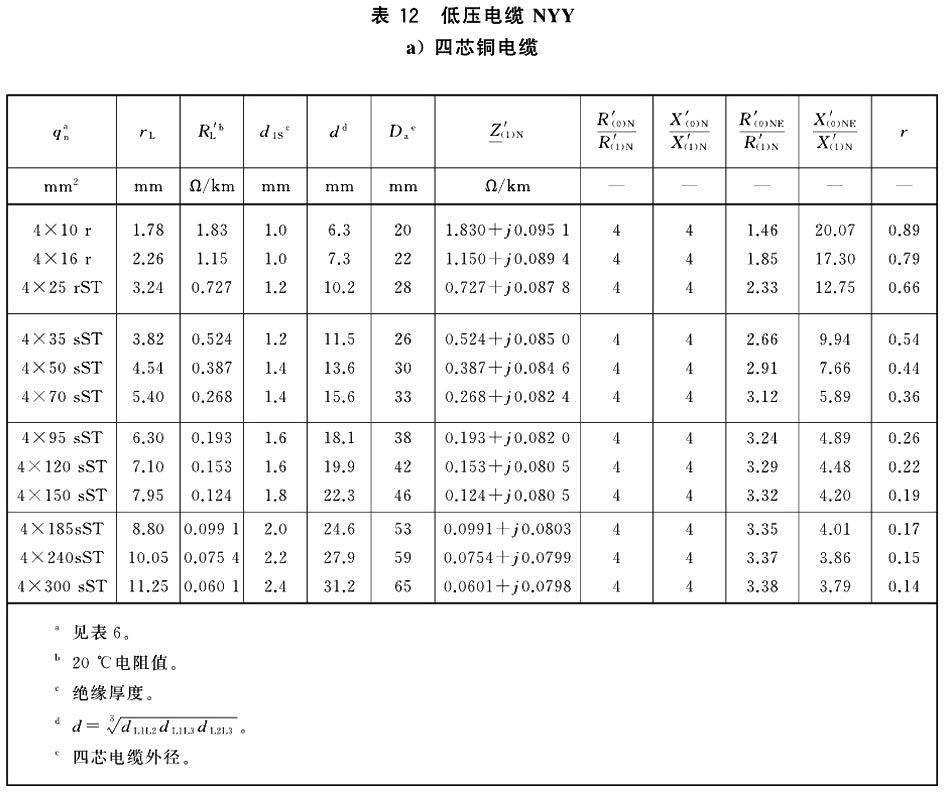 表 12 低压电缆 NYY
a) 四芯铜电缆
qₙᵃ r_L R′_Lᵇ d_ISᶜ dᵈ D_aᵉ Z′₍₁₎N R′₍₀₎N/R′₍₁₎N X′₍₀₎N/X′₍₁₎N R′₍₀₎NE/R′₍₁₎N X′₍₀₎NE/X′₍₁₎N r
mm² mm Ω/km mm mm mm Ω/km — — — — —
4×10 r 1.78 1.83 1.0 6.3 20 1.830+j0.095 1 4 4 1.46 20.07 0.89
4×16 r 2.26 1.15 1.0 7.3 22 1.150+j0.089 4 4 4 1.85 17.30 0.79
4×25 rST 3.24 0.727 1.2 10.2 28 0.727+j0.087 8 4 4 2.33 12.75 0.66
4×35 sST 3.82 0.524 1.2 11.5 26 0.524+j0.085 0 4 4 2.66 9.94 0.54
4×50 sST 4.54 0.387 1.4 13.6 30 0.387+j0.084 6 4 4 2.91 7.66 0.44
4×70 sST 5.40 0.268 1.4 15.6 33 0.268+j0.082 4 4 4 3.12 5.89 0.36
4×95 sST 6.30 0.193 1.6 18.1 38 0.193+j0.082 0 4 4 3.24 4.89 0.26
4×120 sST 7.10 0.153 1.6 19.9 42 0.153+j0.080 5 4 4 3.29 4.48 0.22
4×150 sST 7.95 0.124 1.8 22.3 46 0.124+j0.080 5 4 4 3.32 4.20 0.19
4×185sST 8.80 0.099 1 2.0 24.6 53 0.0991+j0.0803 4 4 3.35 4.01 0.17
4×240sST 10.05 0.075 4 2.2 27.9 59 0.0754+j0.0799 4 4 3.37 3.86 0.15
4×300 sST 11.25 0.060 1 2.4 31.2 65 0.0601+j0.0798 4 4 3.38 3.79 0.14
ᵃ 见表 6。
ᵇ 20 ℃电阻值。
ᶜ 绝缘厚度。
ᵈ d = ∛(d_L1L2 d_L1L3 d_L2L3)。
ᵉ 四芯电缆外径。